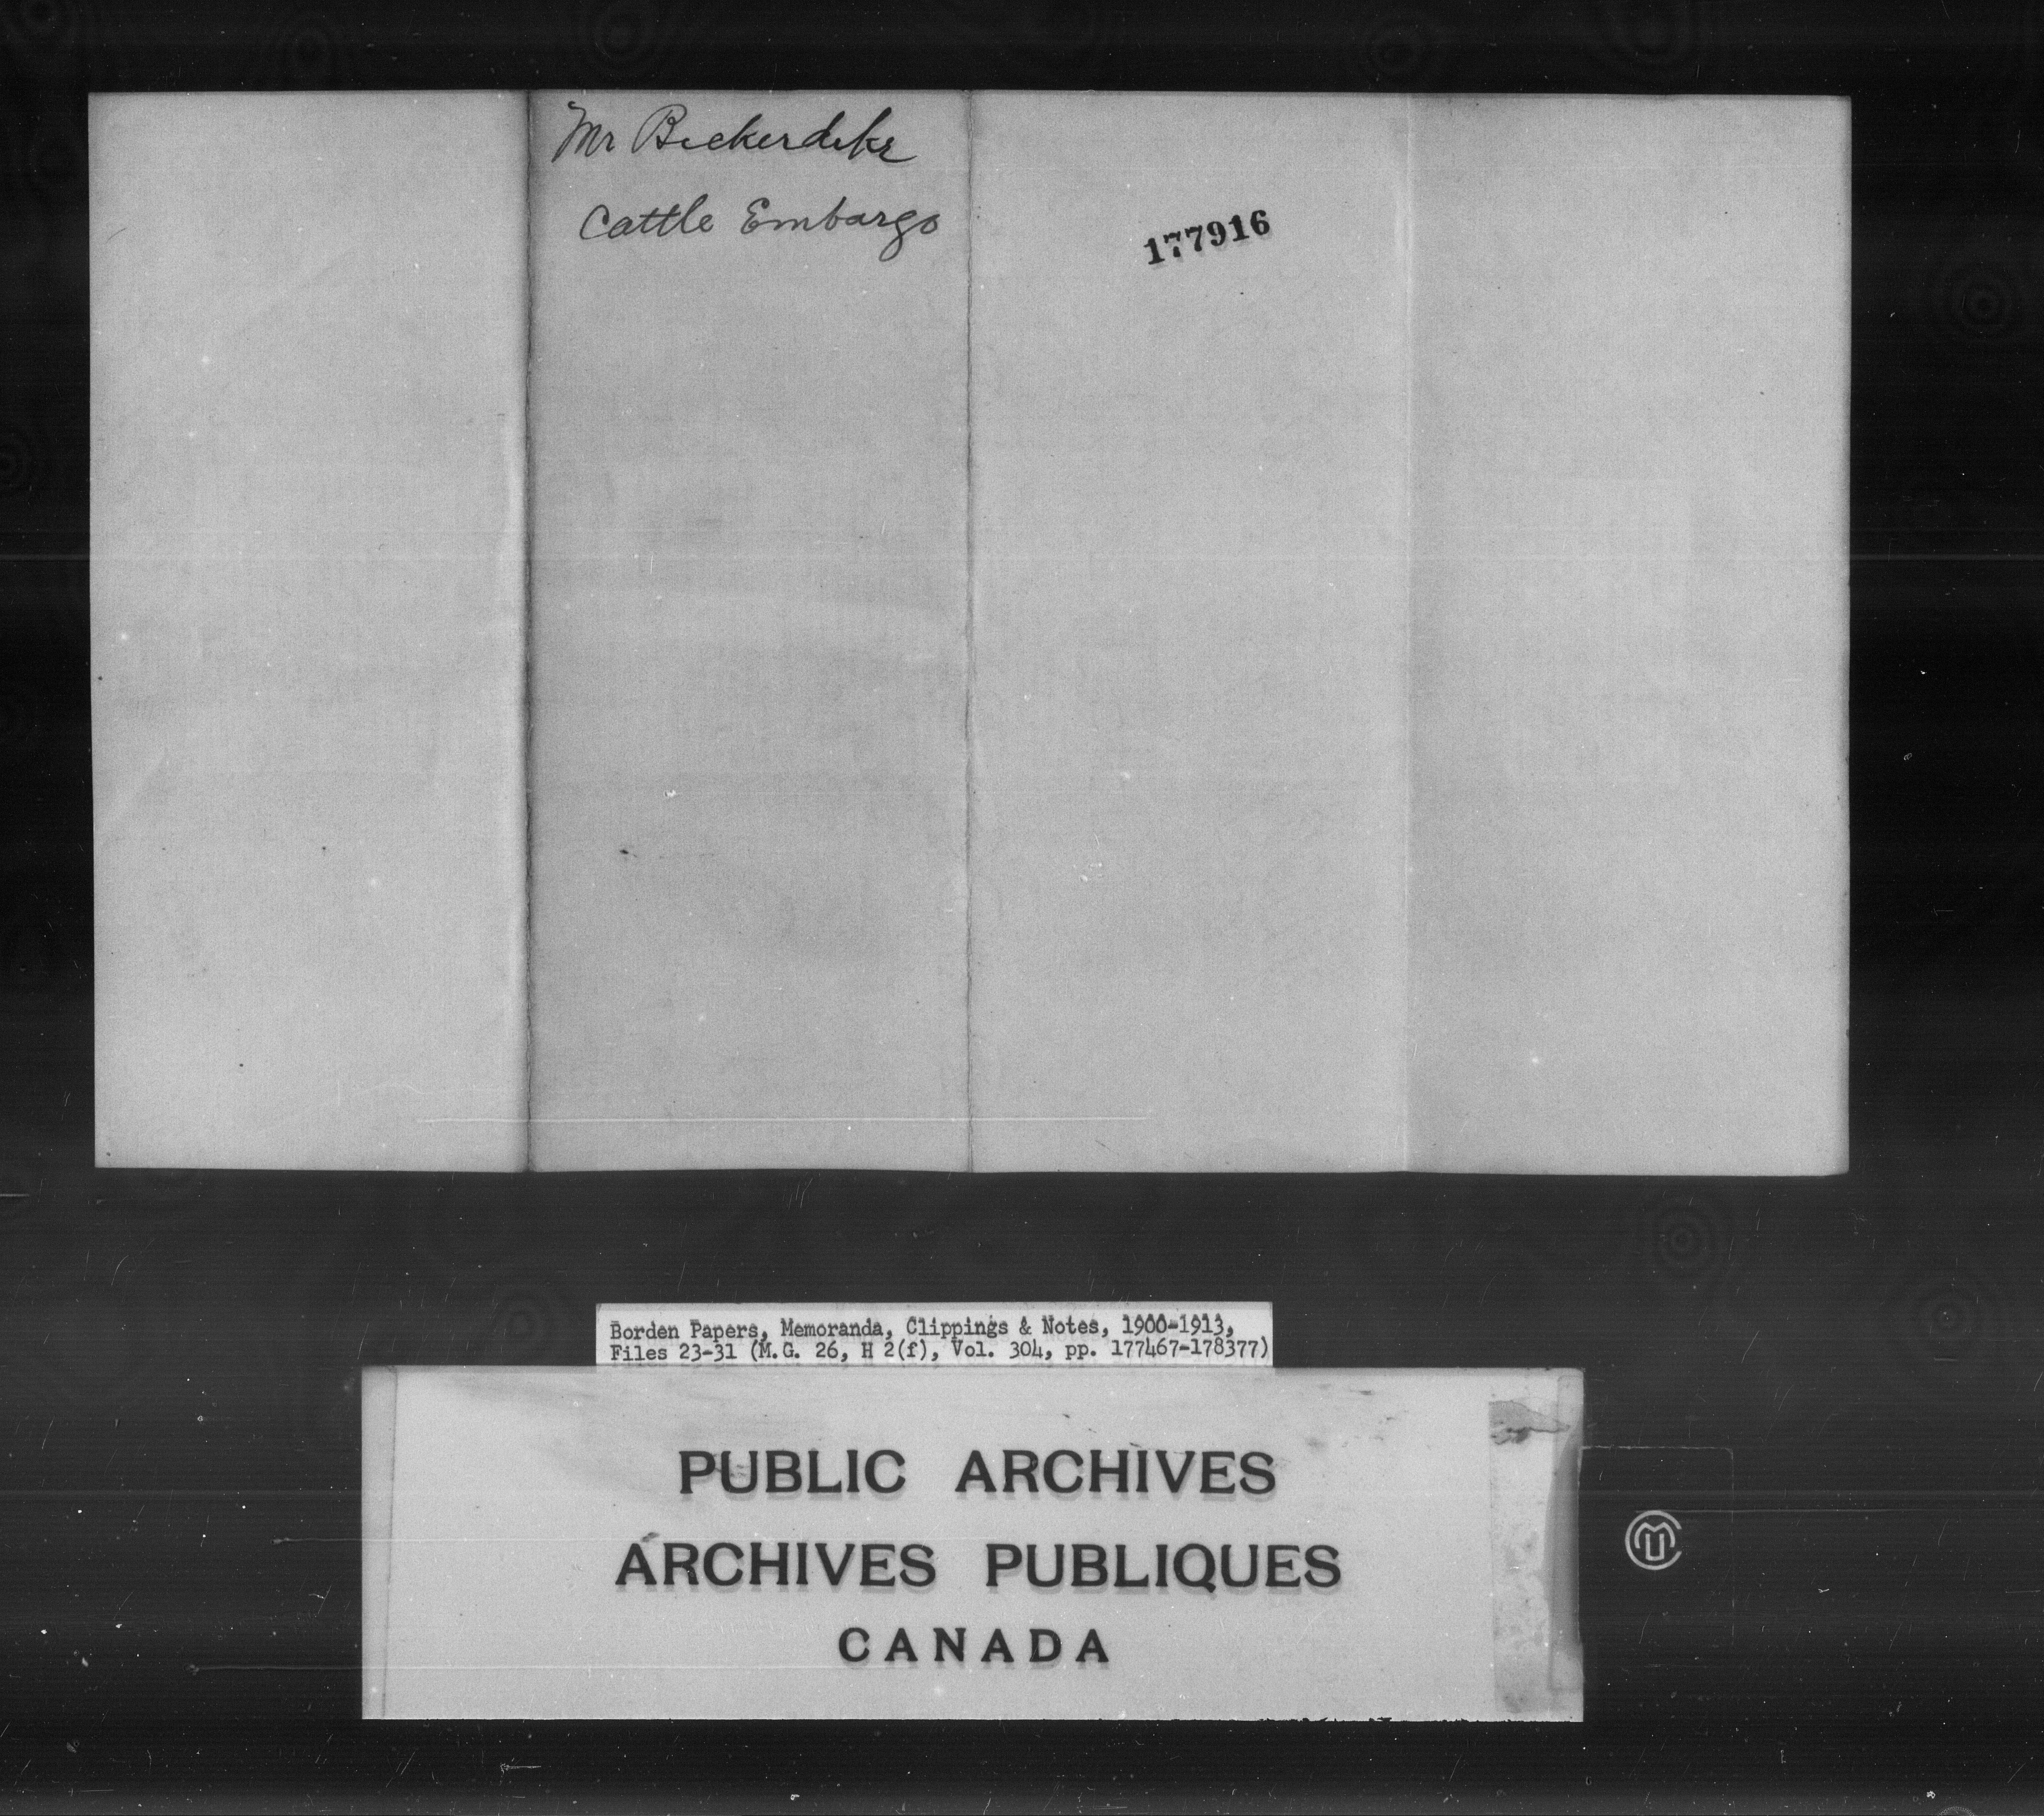 Mr Bickerdike
Cattle Embargo
177916
Borden Papers, Memoranda, Clippings & Notes, 1900-1913,
Files 23-31 (M.G. 26, H 2(f), Vol. 304, pp. 177467-178377)
PUBLIC ARCHIVES
ARCHIVES PUBLIQUES
CANADA